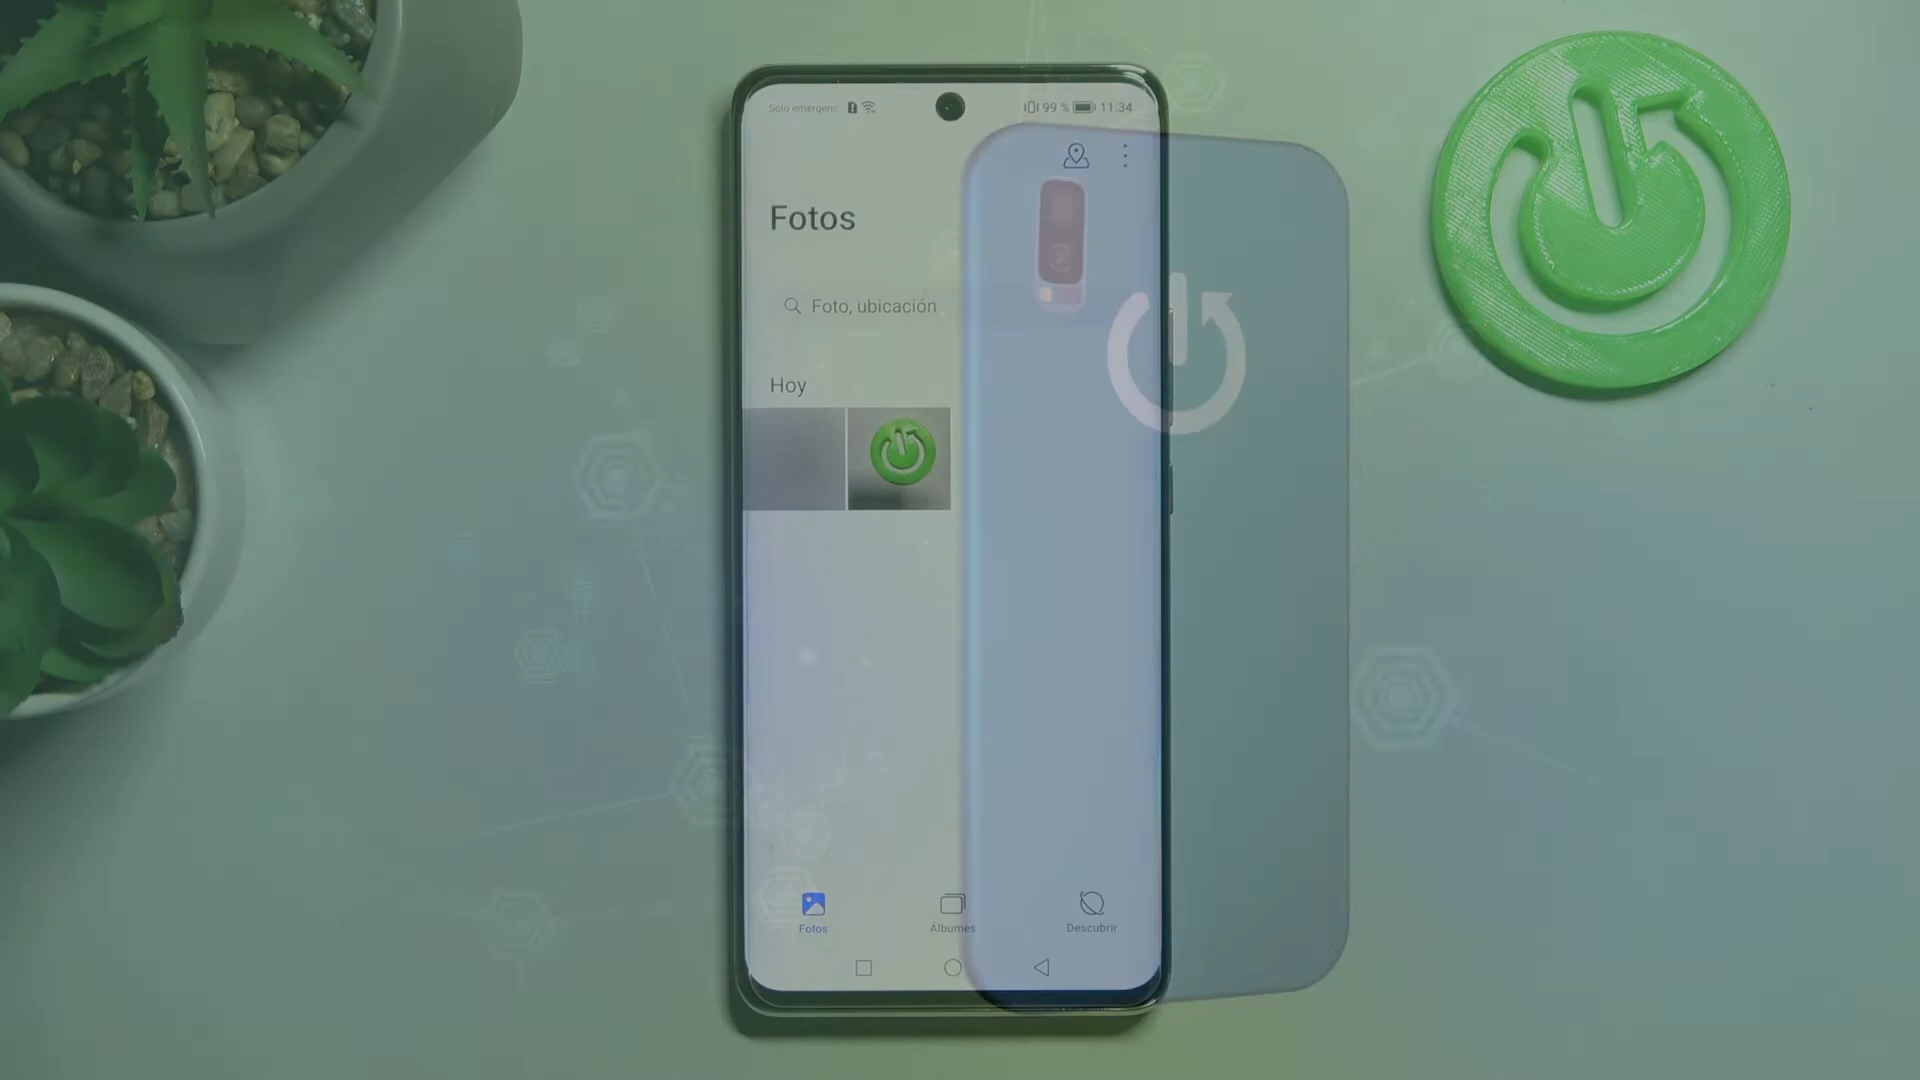 Solo emergenc
99 %
11:34
Fotos
Foto, ubicación
Hoy
Fotos
Álbumes
Descubrir